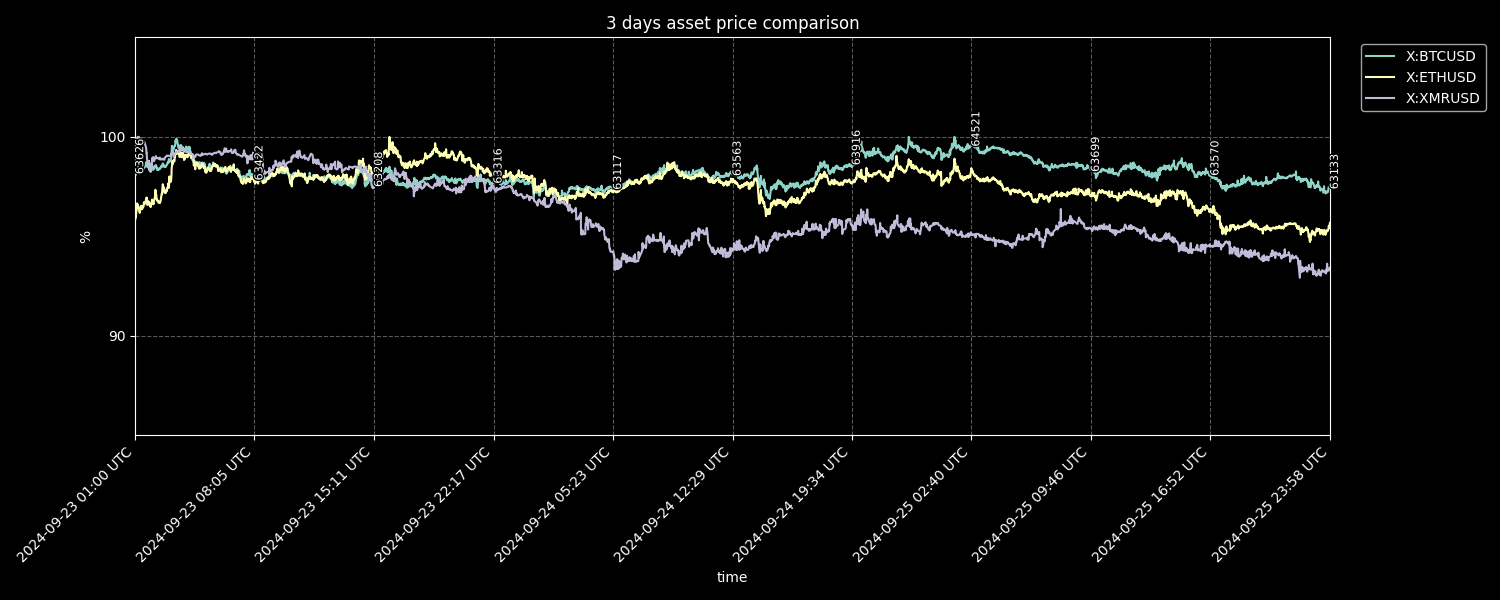 3 days asset price comparison
X:BTCUSD
X:ETHUSD
X:XMRUSD
100
90
%
63626
63422
63208
63316
63117
63563
63916
64521
63699
63570
63133
2024-09-23 01:00 UTC
2024-09-23 08:05 UTC
2024-09-23 15:11 UTC
2024-09-23 22:17 UTC
2024-09-24 05:23 UTC
2024-09-24 12:29 UTC
2024-09-24 19:34 UTC
2024-09-25 02:40 UTC
2024-09-25 09:46 UTC
2024-09-25 16:52 UTC
2024-09-25 23:58 UTC
time